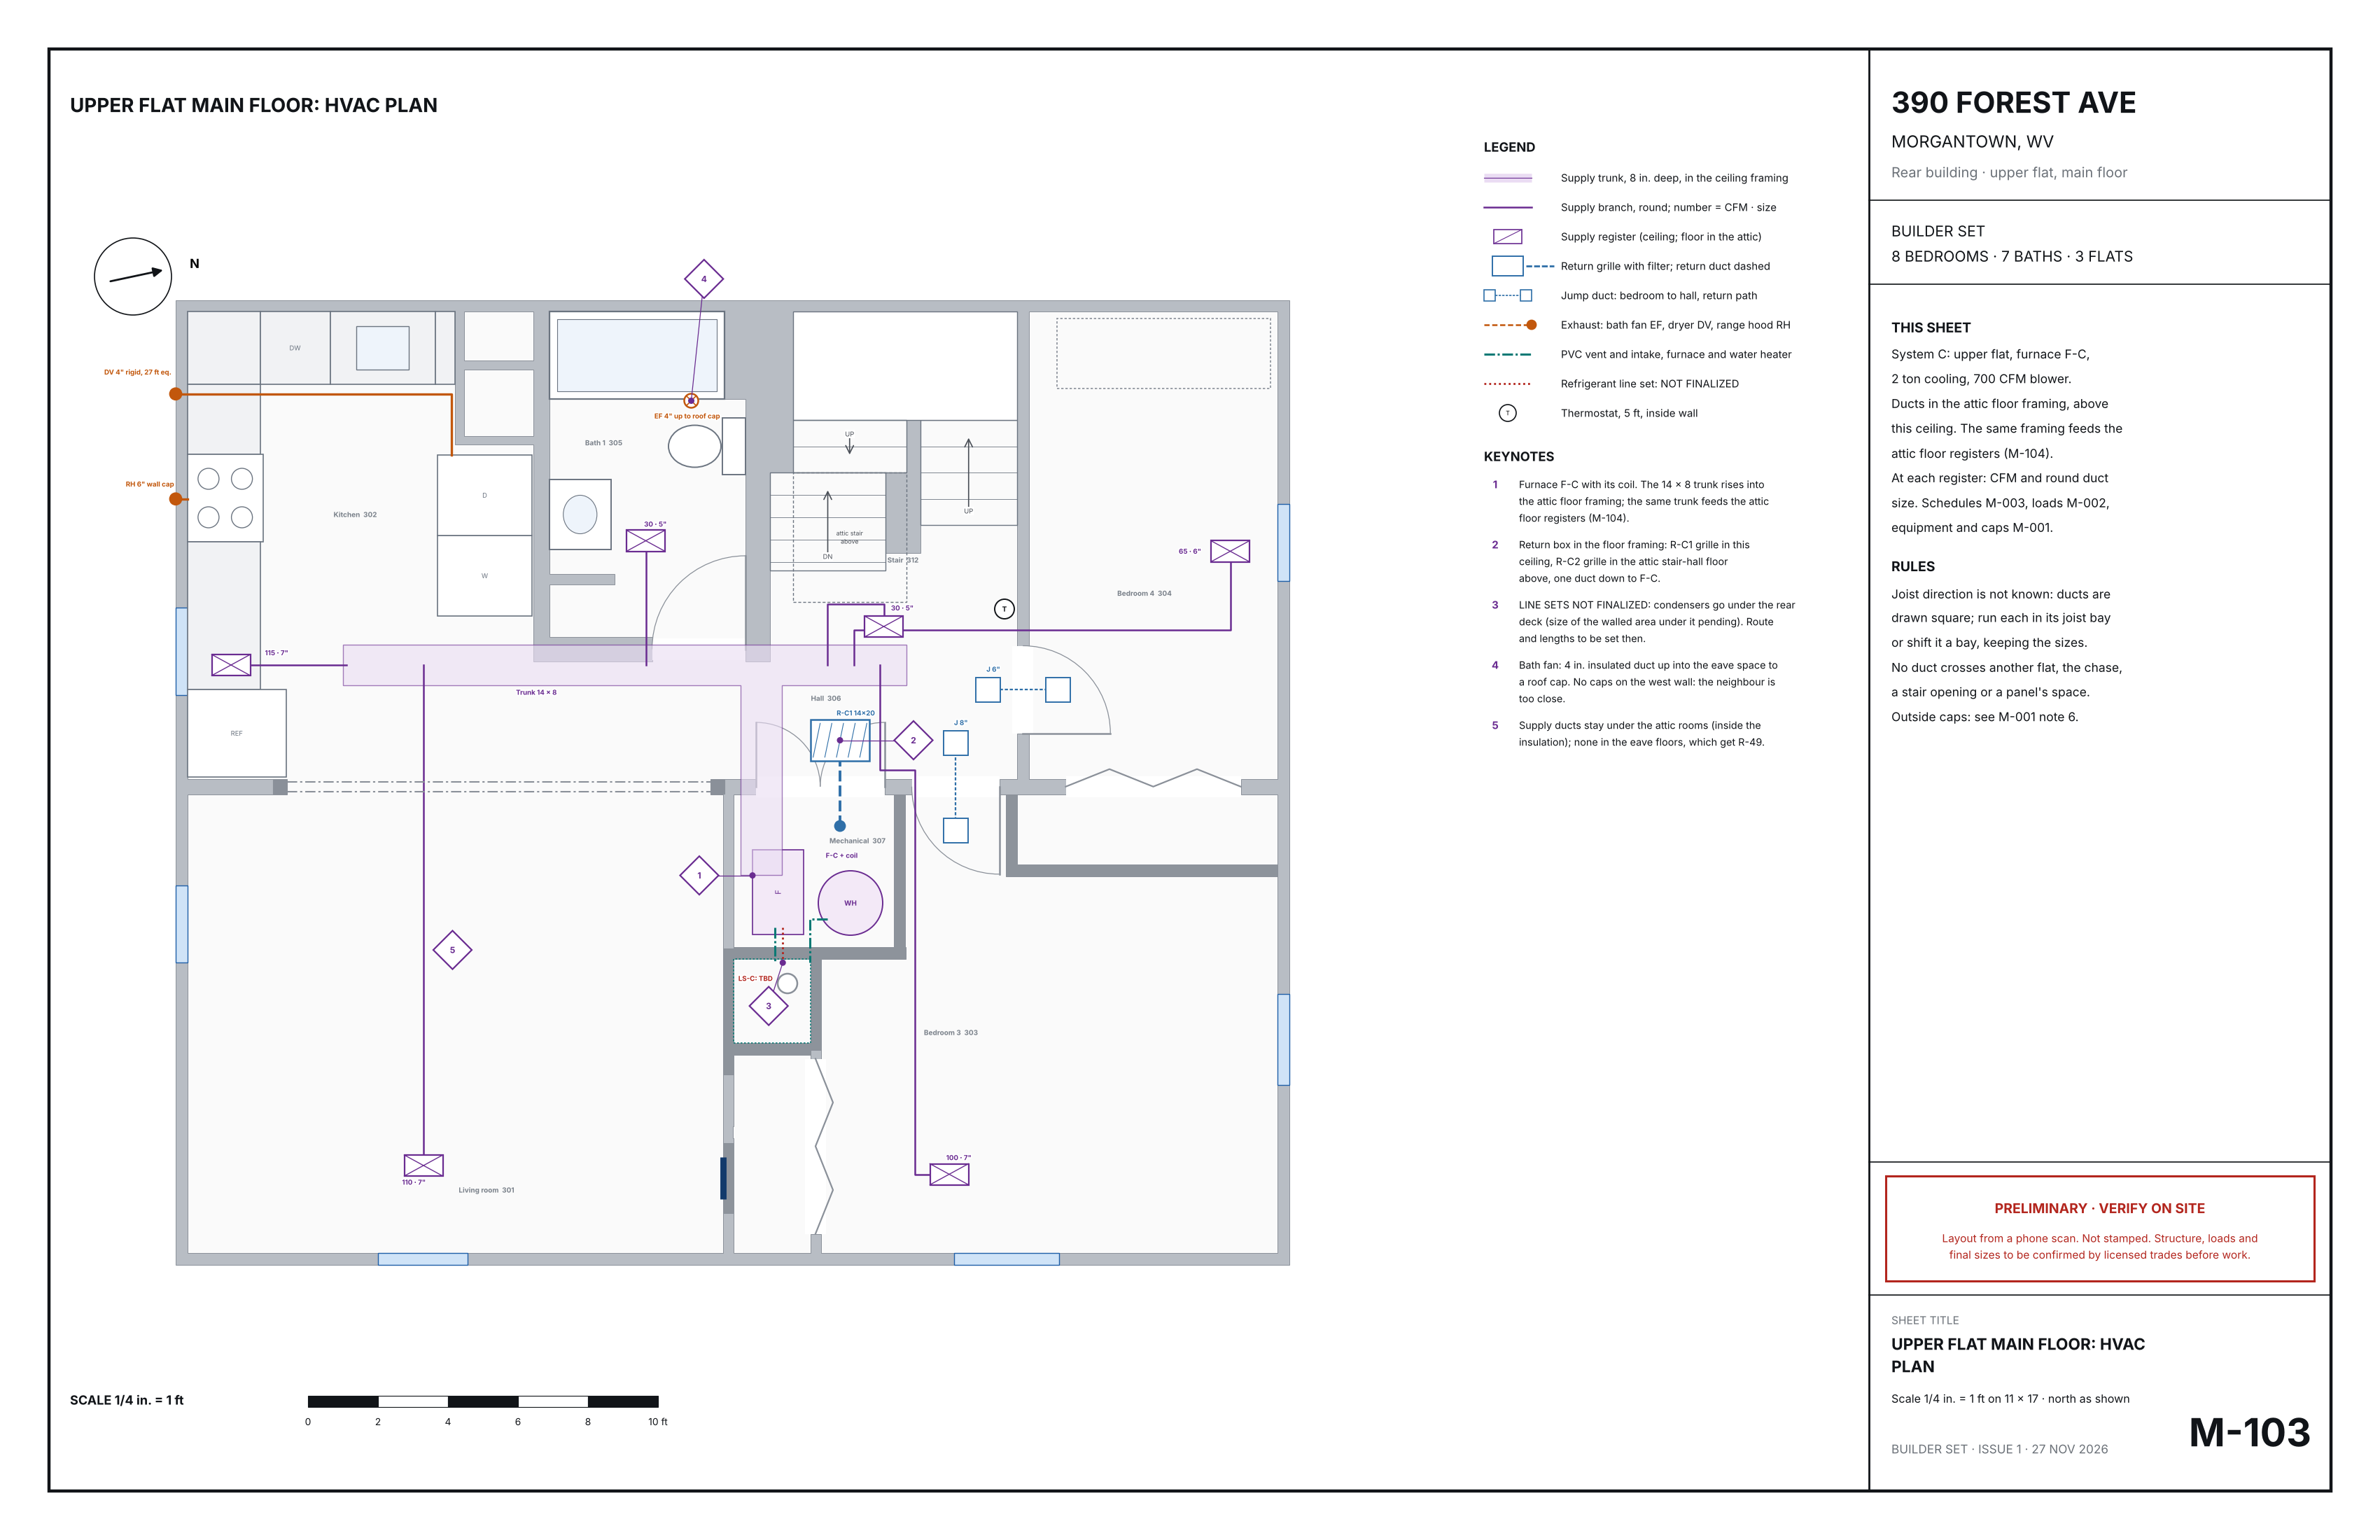 UPPER FLAT MAIN FLOOR: HVAC PLAN
N
4
DV 4" rigid, 27 ft eq.
DW
EF 4" up to roof cap
Bath 1 305
UP
UP
RH 6" wall cap
Kitchen 302
D
W
30 · 5"
attic stair
above
DN
Stair 312
65 · 6"
Bedroom 4 304
30 · 5"
T
115 · 7"
Trunk 14 × 8
Hall 306
J 6"
R-C1 14×20
2
J 8"
REF
Mechanical 307
F-C + coil
1
F
WH
5
LS-C: TBD
3
Bedroom 3 303
100 · 7"
110 · 7"
Living room 301
SCALE 1/4 in. = 1 ft
0
2
4
6
8
10 ft
LEGEND
Supply trunk, 8 in. deep, in the ceiling framing
Supply branch, round; number = CFM · size
Supply register (ceiling; floor in the attic)
Return grille with filter; return duct dashed
Jump duct: bedroom to hall, return path
Exhaust: bath fan EF, dryer DV, range hood RH
PVC vent and intake, furnace and water heater
Refrigerant line set: NOT FINALIZED
T
Thermostat, 5 ft, inside wall
KEYNOTES
1 Furnace F-C with its coil. The 14 × 8 trunk rises into
the attic floor framing; the same trunk feeds the attic
floor registers (M-104).
2 Return box in the floor framing: R-C1 grille in this
ceiling, R-C2 grille in the attic stair-hall floor
above, one duct down to F-C.
3 LINE SETS NOT FINALIZED: condensers go under the rear
deck (size of the walled area under it pending). Route
and lengths to be set then.
4 Bath fan: 4 in. insulated duct up into the eave space to
a roof cap. No caps on the west wall: the neighbour is
too close.
5 Supply ducts stay under the attic rooms (inside the
insulation); none in the eave floors, which get R-49.
390 FOREST AVE
MORGANTOWN, WV
Rear building · upper flat, main floor
BUILDER SET
8 BEDROOMS · 7 BATHS · 3 FLATS
THIS SHEET
System C: upper flat, furnace F-C,
2 ton cooling, 700 CFM blower.
Ducts in the attic floor framing, above
this ceiling. The same framing feeds the
attic floor registers (M-104).
At each register: CFM and round duct
size. Schedules M-003, loads M-002,
equipment and caps M-001.
RULES
Joist direction is not known: ducts are
drawn square; run each in its joist bay
or shift it a bay, keeping the sizes.
No duct crosses another flat, the chase,
a stair opening or a panel's space.
Outside caps: see M-001 note 6.
PRELIMINARY · VERIFY ON SITE
Layout from a phone scan. Not stamped. Structure, loads and
final sizes to be confirmed by licensed trades before work.
SHEET TITLE
UPPER FLAT MAIN FLOOR: HVAC
PLAN
Scale 1/4 in. = 1 ft on 11 × 17 · north as shown
BUILDER SET · ISSUE 1 · 27 NOV 2026
M-103